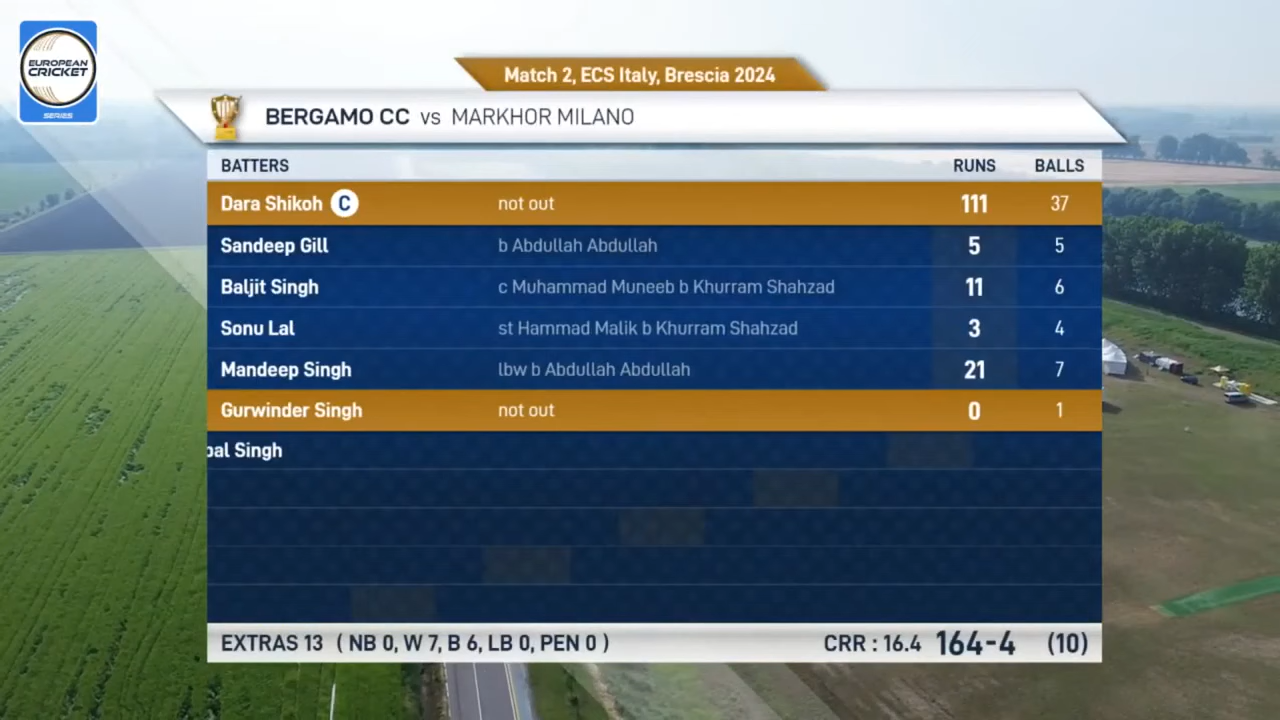 EUROPEAN
CRICKET
SERIES
Match 2, ECS Italy, Brescia 2024
BERGAMO CC vs MARKHOR MILANO
BATTERS RUNS BALLS
Dara Shikoh C not out 111 37
Sandeep Gill b Abdullah Abdullah 5 5
Baljit Singh c Muhammad Muneeb b Khurram Shahzad 11 6
Sonu Lal st Hammad Malik b Khurram Shahzad 3 4
Mandeep Singh lbw b Abdullah Abdullah 21 7
Gurwinder Singh not out 0 1
Singh
EXTRAS 13 ( NB 0, W 7, B 6, LB 0, PEN 0 ) CRR : 16.4 164-4 (10)